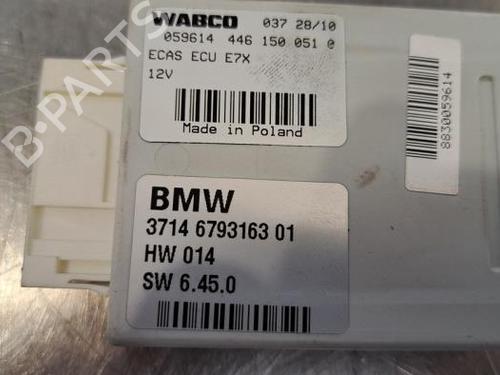 WABCO 037 28/10
059614 446 150 051 0
ECAS ECU E7X
12V
Made in Poland
8830059614
BMW
3714 6793163 01
HW 014
SW 6.45.0
B